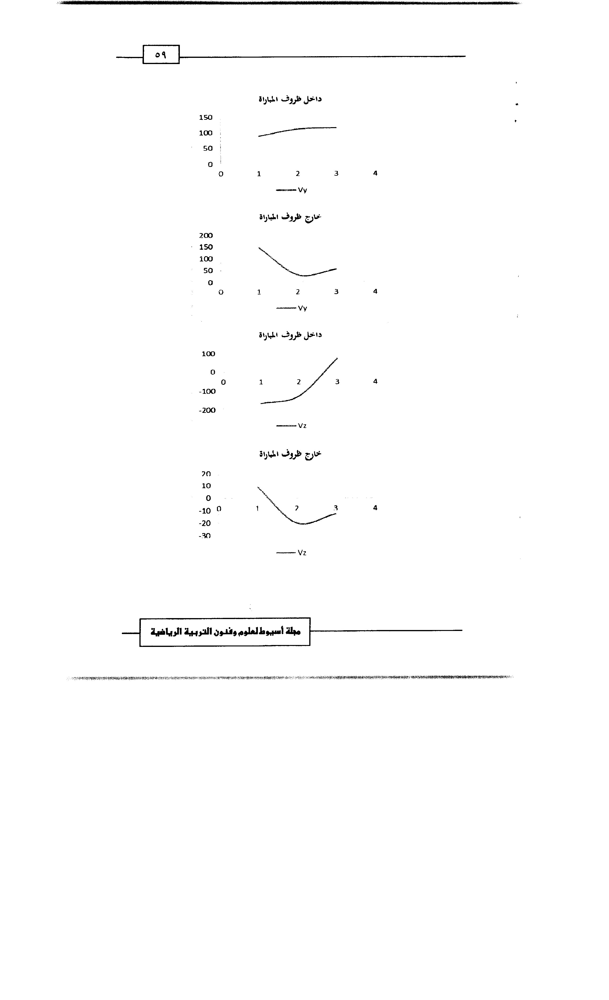 ٥٩
داخل ظروف المباراة
150
100
50
0
0 1 2 3 4
Vy
خارج ظروف المباراة
200
150
100
50
0
0 1 2 3 4
Vy
داخل ظروف المباراة
100
0
0 1 2 3 4
-100
-200
Vz
خارج ظروف المباراة
20
10
0
-10 0 1 2 3 4
-20
-30
Vz
مجلة أسيوط لعلوم وفنون التربية الرياضية